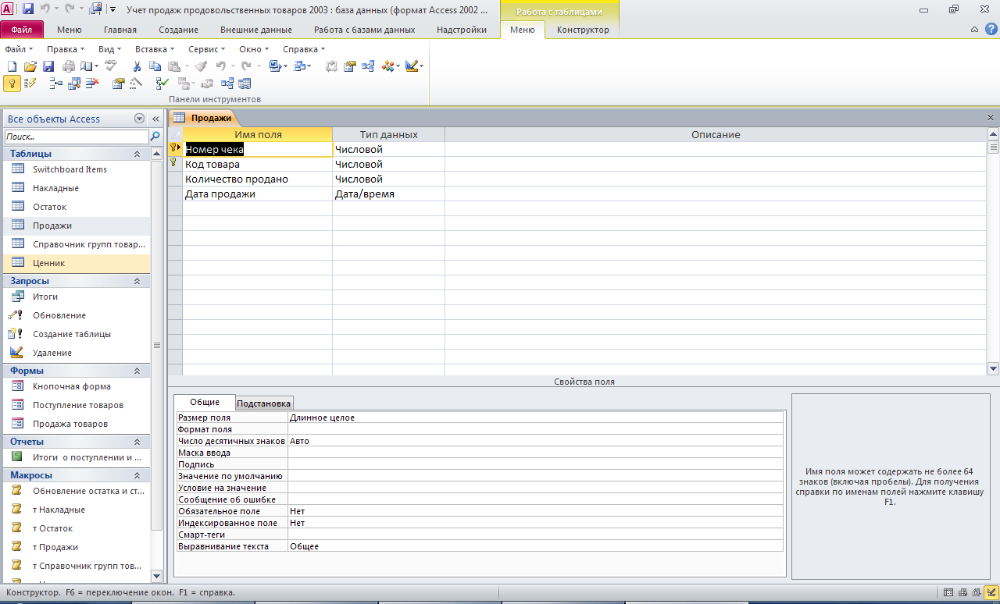 Учет продаж продовольственных товаров 2003 : база данных (формат Access 2002 ...
Работа с таблицами
Файл Меню Главная Создание Внешние данные Работа с базами данных Надстройки Меню Конструктор
Файл Правка Вид Вставка Сервис Окно Справка
Панели инструментов
Все объекты Access
Поиск...
Таблицы
Switchboard Items
Накладные
Остаток
Продажи
Справочник групп товар...
Ценник
Запросы
Итоги
Обновление
Создание таблицы
Удаление
Формы
Кнопочная форма
Поступление товаров
Продажа товаров
Отчеты
Итоги о поступлении и ...
Макросы
Обновление остатка и ст...
т Накладные
т Остаток
т Продажи
т Справочник групп тов...
Продажи
Имя поля Тип данных Описание
Номер чека Числовой
Код товара Числовой
Количество продано Числовой
Дата продажи Дата/время
Свойства поля
Общие Подстановка
Размер поля Длинное целое
Формат поля
Число десятичных знаков Авто
Маска ввода
Подпись
Значение по умолчанию
Условие на значение
Сообщение об ошибке
Обязательное поле Нет
Индексированное поле Нет
Смарт-теги
Выравнивание текста Общее
Имя поля может содержать не более 64
знаков (включая пробелы). Для получения
справки по именам полей нажмите клавишу
F1.
Конструктор. F6 = переключение окон. F1 = справка.